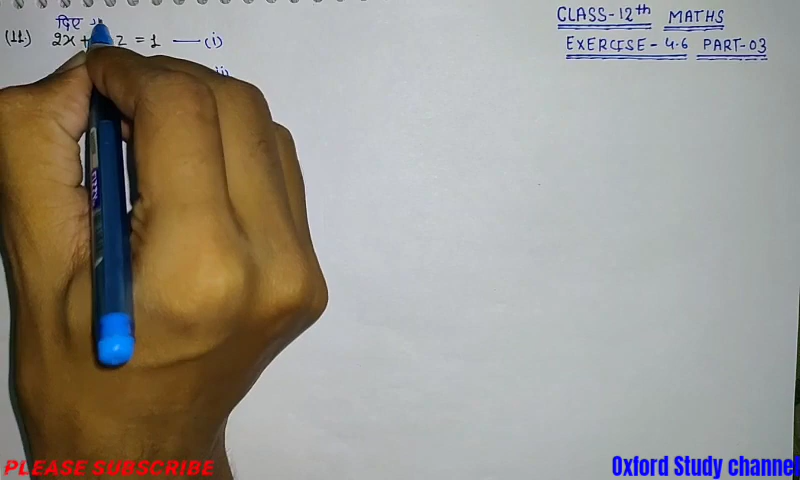 दिए
(11.) 2x + z = 1 — (i)
CLASS-12th MATHS
EXERCISE-4.6 PART-03
PLEASE SUBSCRIBE
Oxford Study channel